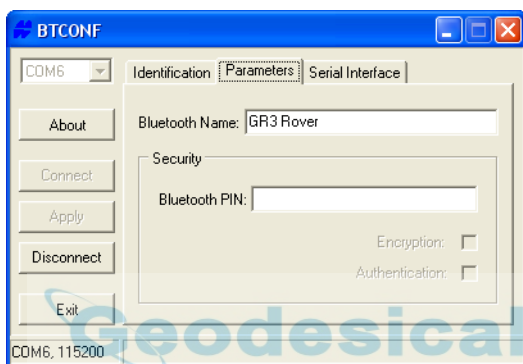 BTCONF
COM6
Identification
Parameters
Serial Interface
About
Bluetooth Name:
GR3 Rover
Security
Connect
Bluetooth PIN:
Apply
Encryption:
Disconnect
Authentication:
Exit
Geodesical
COM6, 115200